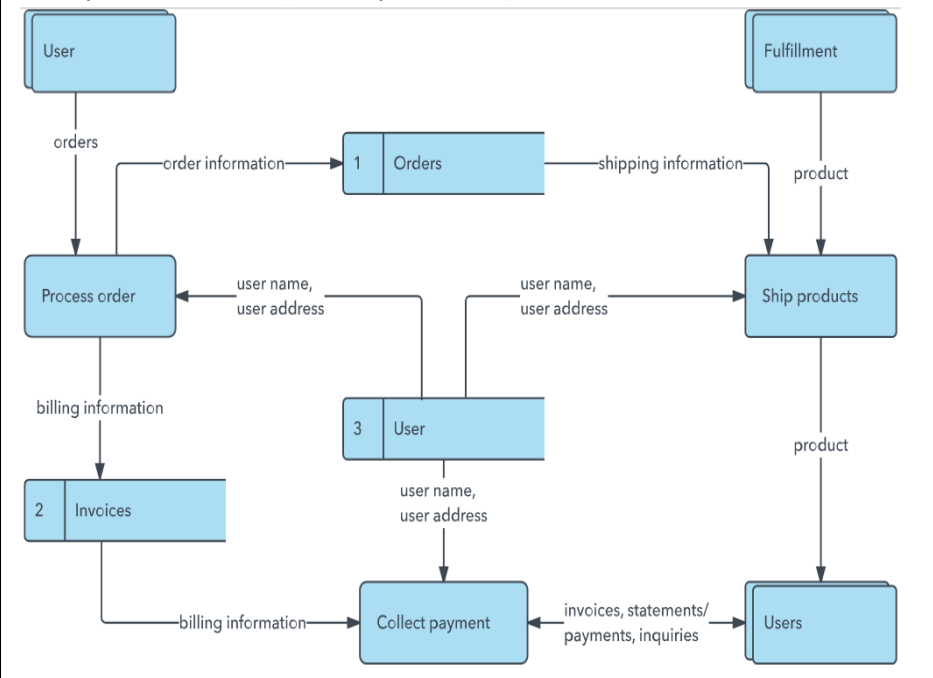 User
Fulfillment
orders
order information
1
Orders
shipping information
product
Process order
user name,
user address
user name,
user address
Ship products
billing information
3
User
product
user name,
user address
2
Invoices
billing information
Collect payment
invoices, statements/
payments, inquiries
Users